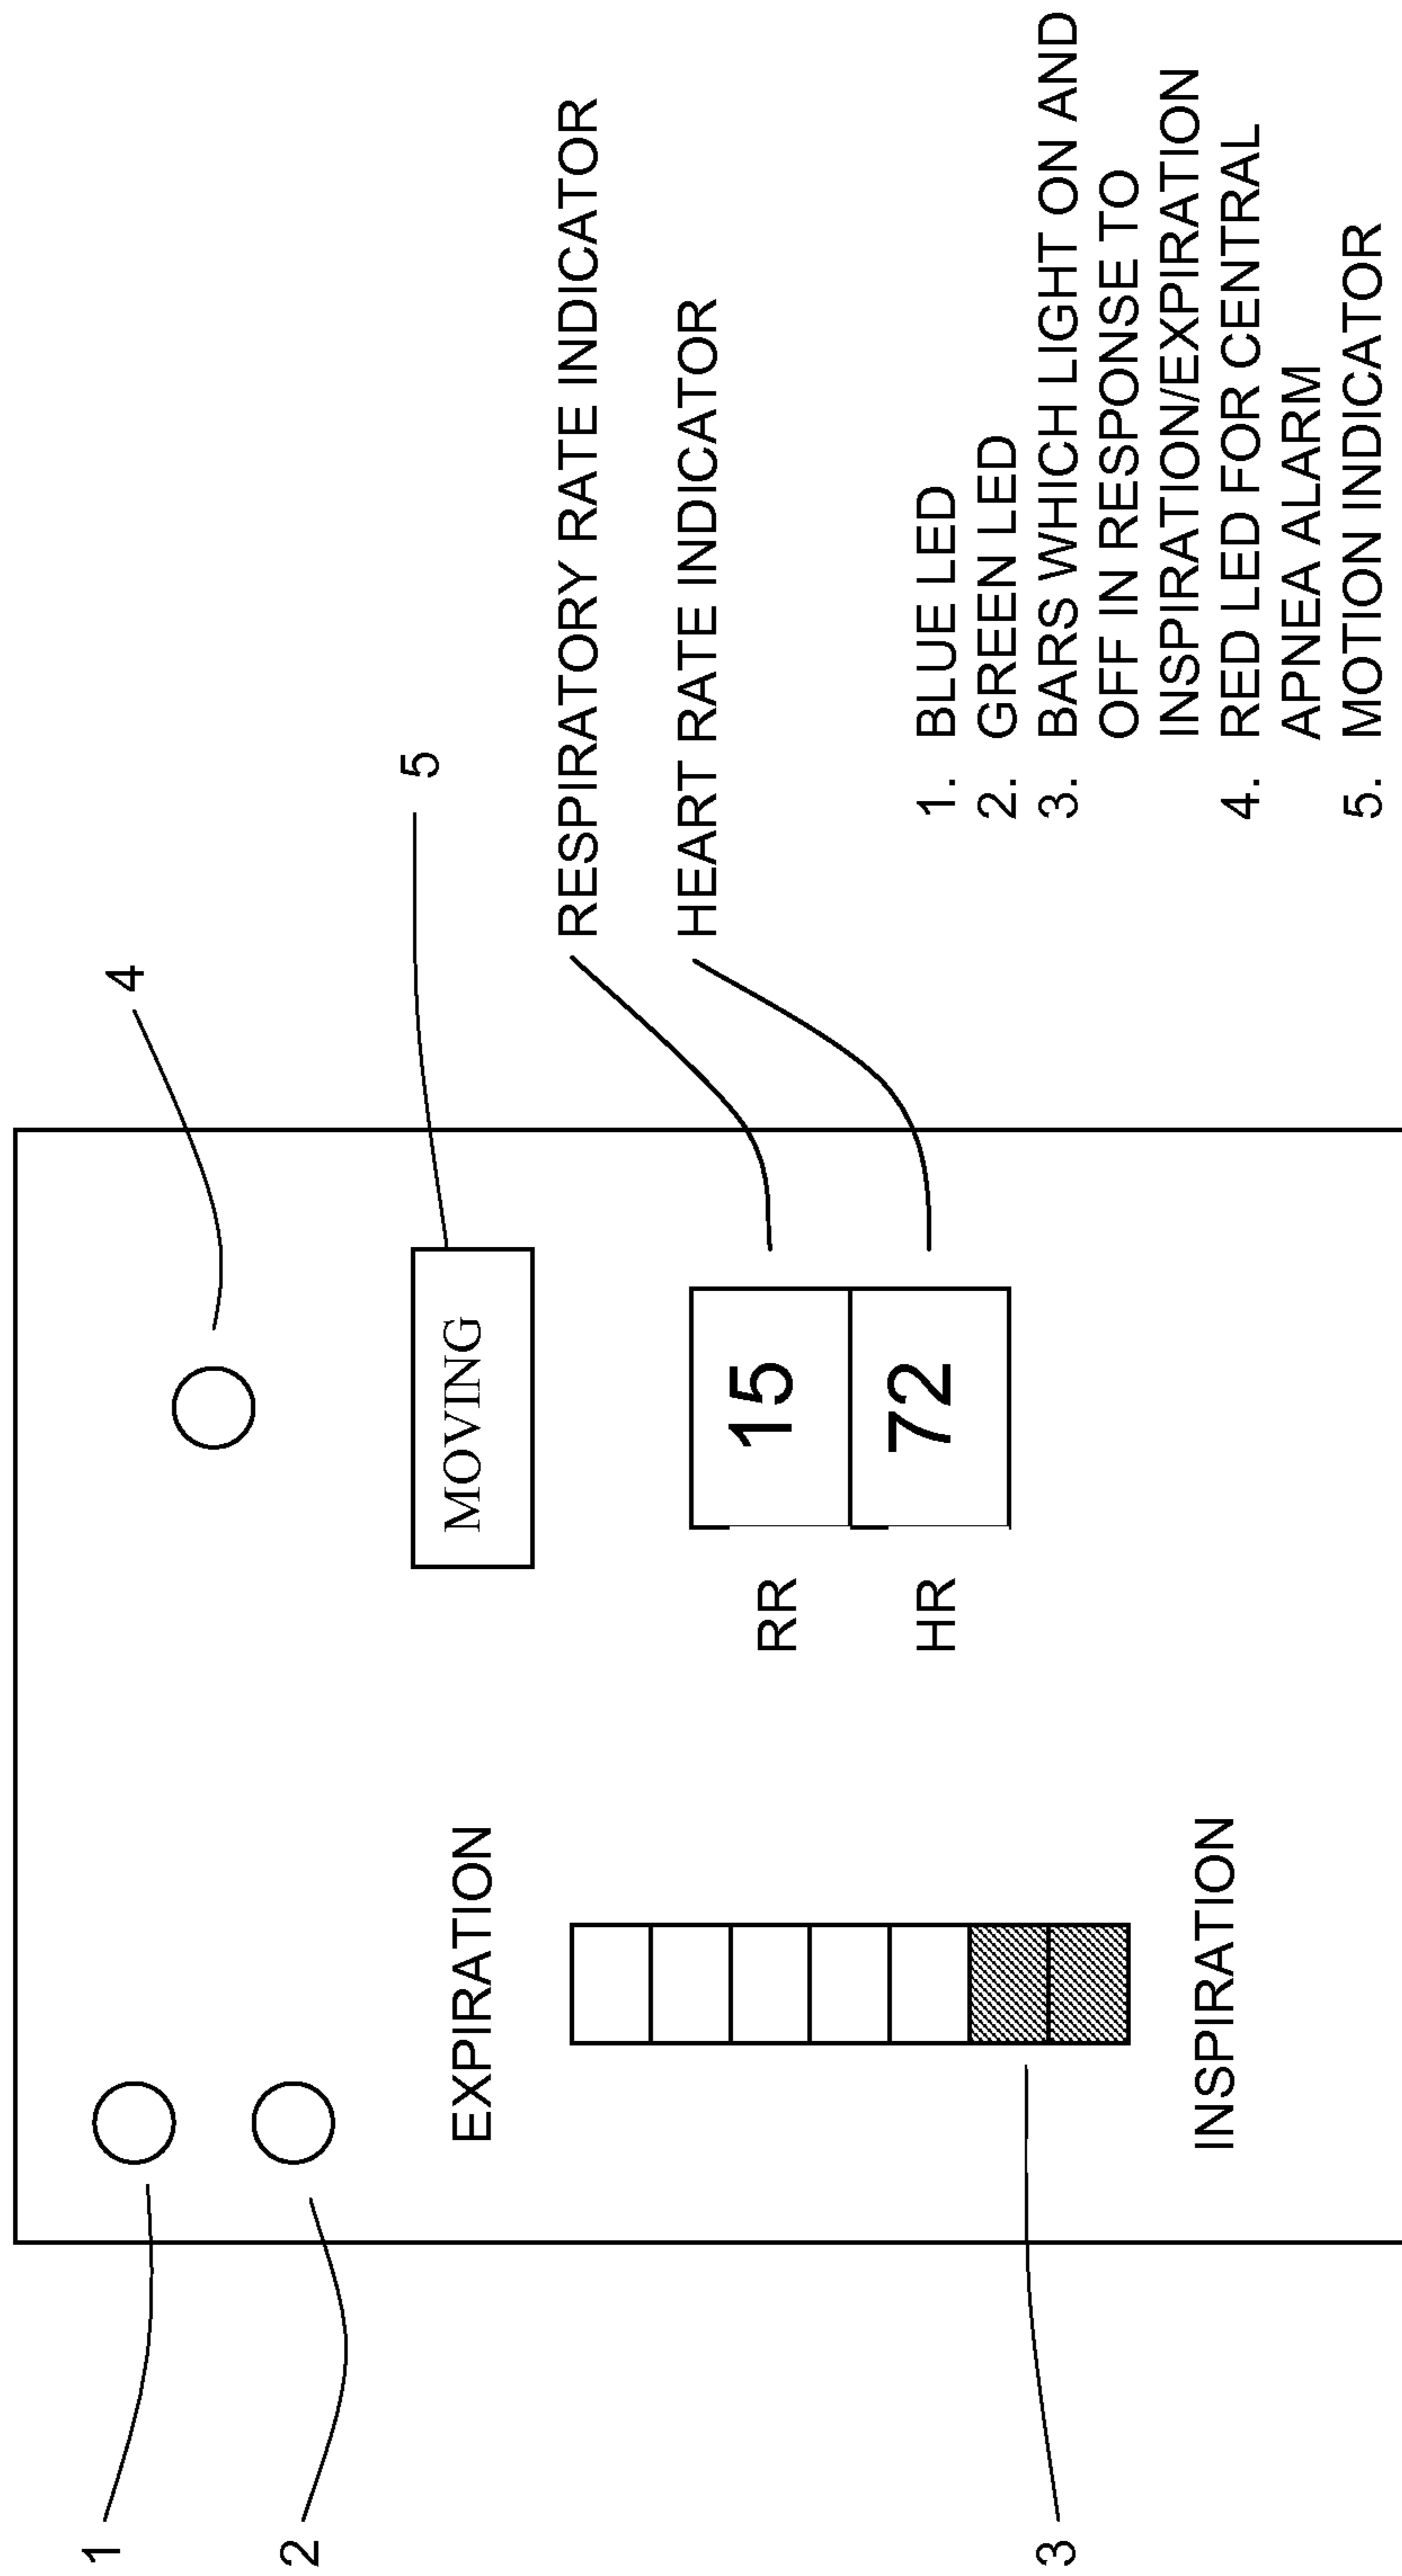 1
2
3
4
5
EXPIRATION
INSPIRATION
MOVING
RR
15
HR
72
RESPIRATORY RATE INDICATOR
HEART RATE INDICATOR
1. BLUE LED
2. GREEN LED
3. BARS WHICH LIGHT ON AND
OFF IN RESPONSE TO
INSPIRATION/EXPIRATION
4. RED LED FOR CENTRAL
APNEA ALARM
5. MOTION INDICATOR